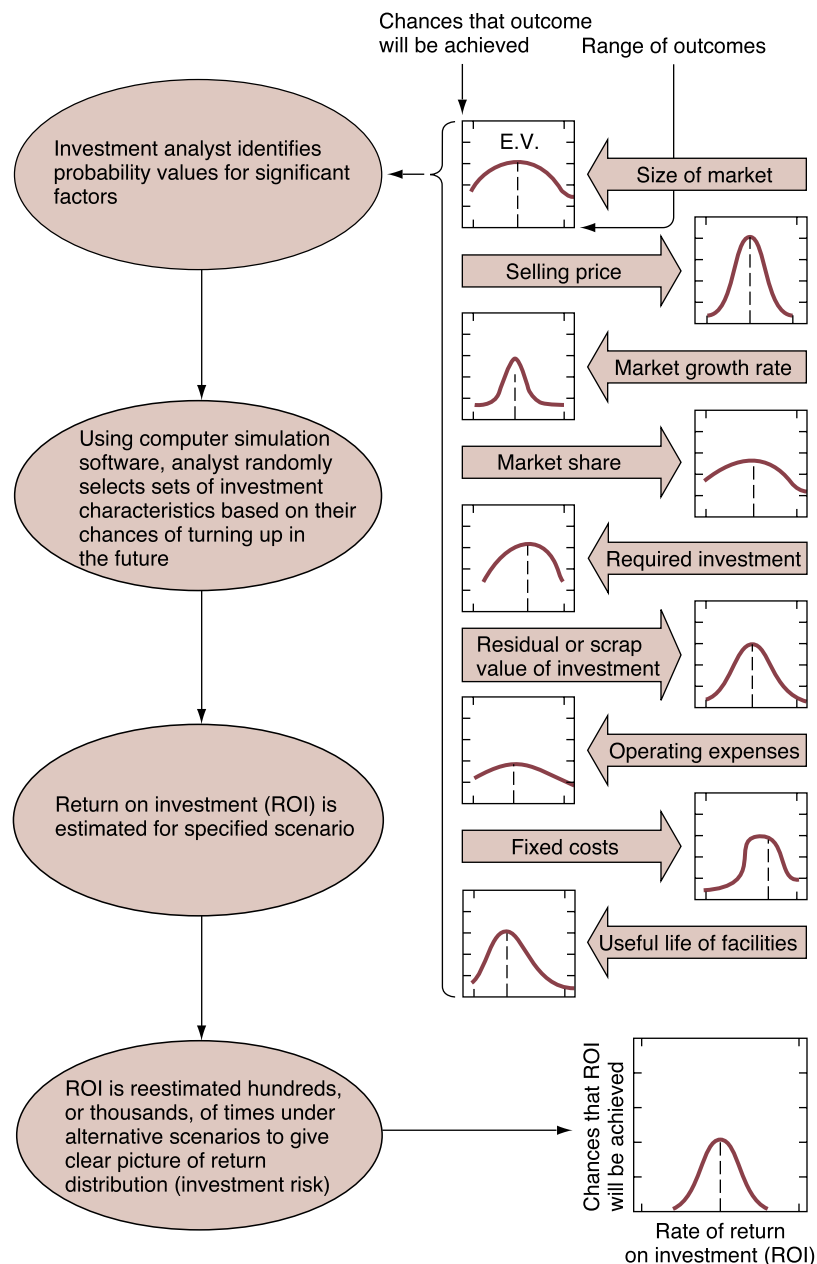 Chances that outcome
will be achieved
Range of outcomes
Investment analyst identifies
probability values for significant
factors
E.V.
Size of market
Selling price
Market growth rate
Using computer simulation
software, analyst randomly
selects sets of investment
characteristics based on their
chances of turning up in
the future
Market share
Required investment
Residual or scrap
value of investment
Operating expenses
Return on investment (ROI) is
estimated for specified scenario
Fixed costs
Useful life of facilities
ROI is reestimated hundreds,
or thousands, of times under
alternative scenarios to give
clear picture of return
distribution (investment risk)
Chances that ROI
will be achieved
Rate of return
on investment (ROI)